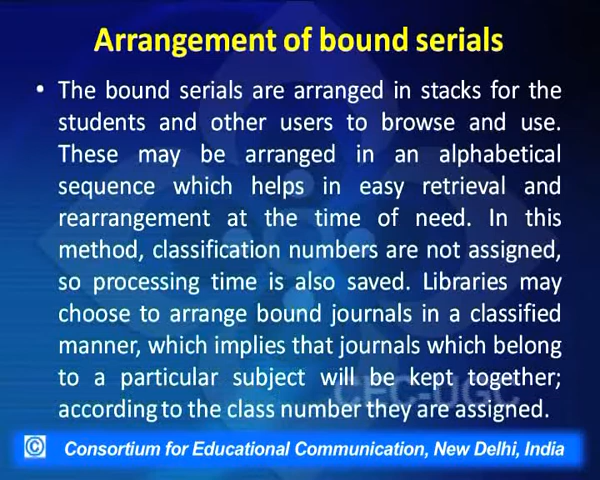 Arrangement of bound serials
• The bound serials are arranged in stacks for the
students and other users to browse and use.
These may be arranged in an alphabetical
sequence which helps in easy retrieval and
rearrangement at the time of need. In this
method, classification numbers are not assigned,
so processing time is also saved. Libraries may
choose to arrange bound journals in a classified
manner, which implies that journals which belong
to a particular subject will be kept together;
according to the class number they are assigned.
CEC-UGC
© Consortium for Educational Communication, New Delhi, India